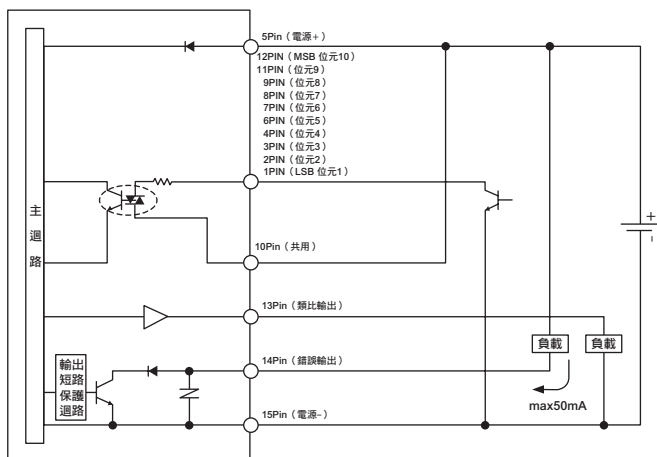 5Pin（電源+）
12PIN（MSB 位元10）
11PIN（位元9）
9PIN（位元8）
8PIN（位元7）
7PIN（位元6）
6PIN（位元5）
4PIN（位元4）
3PIN（位元3）
2PIN（位元2）
1PIN（LSB 位元1）
主迴路
+
-
10Pin（共用）
13Pin（類比輸出）
負載
負載
14Pin（錯誤輸出）
輸出
短路
保護
迴路
max50mA
15Pin（電源-）